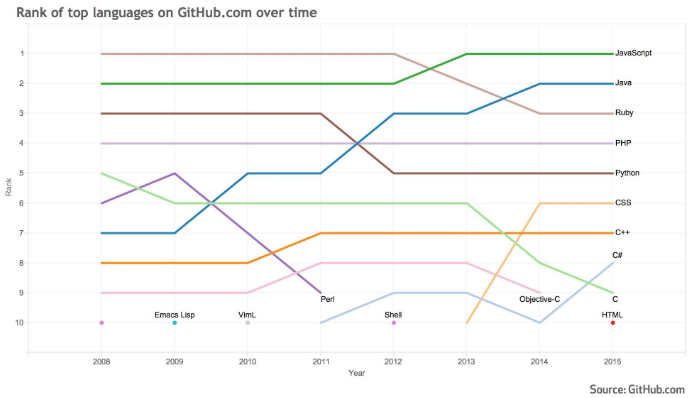 Rank of top languages on GitHub.com over time
1
JavaScript
2
Java
3
Ruby
4
PHP
5
Python
Rank
6
CSS
7
C++
8
C#
9
Perl
Objective-C
C
Emacs Lisp
VimL
Shell
HTML
10
2008
2009
2010
2011
2012
2013
2014
2015
Year
Source: GitHub.com